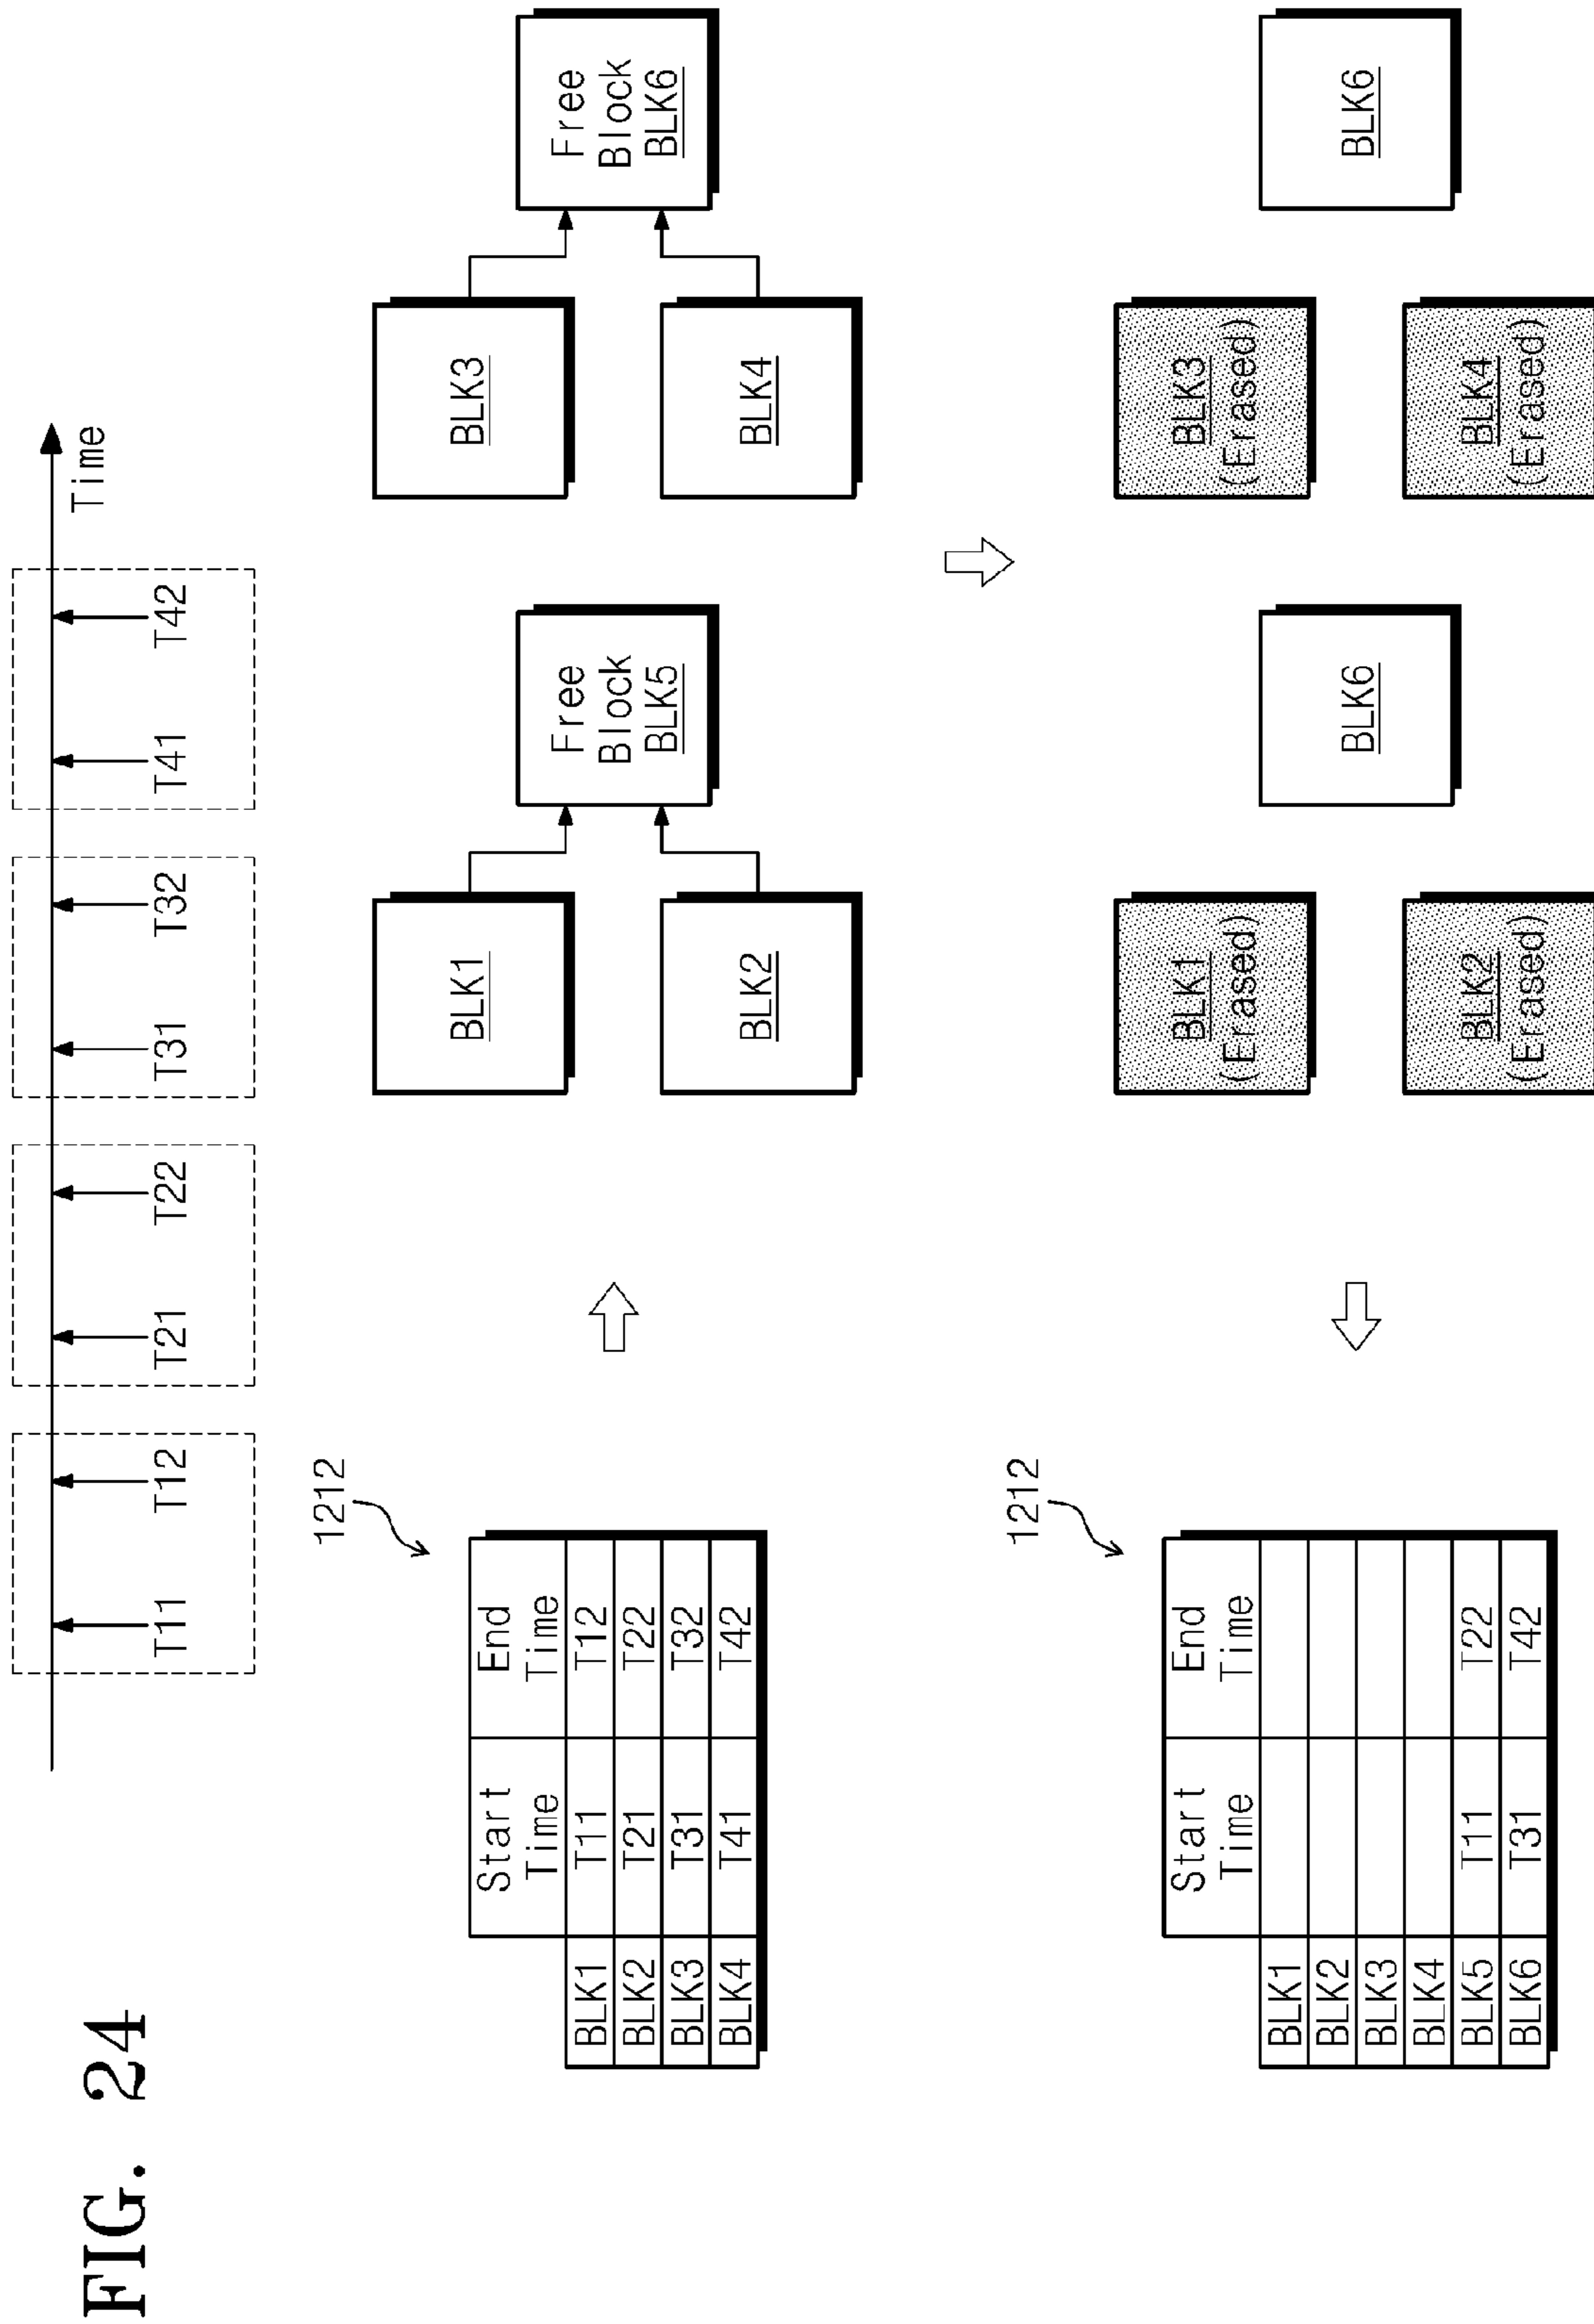 FIG. 24
T11 T12 T21 T22 T31 T32 T41 T42
Time
1212
Start Time End Time
BLK1 T11 T12
BLK2 T21 T22
BLK3 T31 T32
BLK4 T41 T42
BLK1
BLK2
Free
Block
BLK5
BLK3
BLK4
Free
Block
BLK6
1212
Start Time End Time
BLK1
BLK2
BLK3
BLK4
BLK5 T11 T22
BLK6 T31 T42
BLK1
(Erased)
BLK2
(Erased)
BLK6
BLK3
(Erased)
BLK4
(Erased)
BLK6